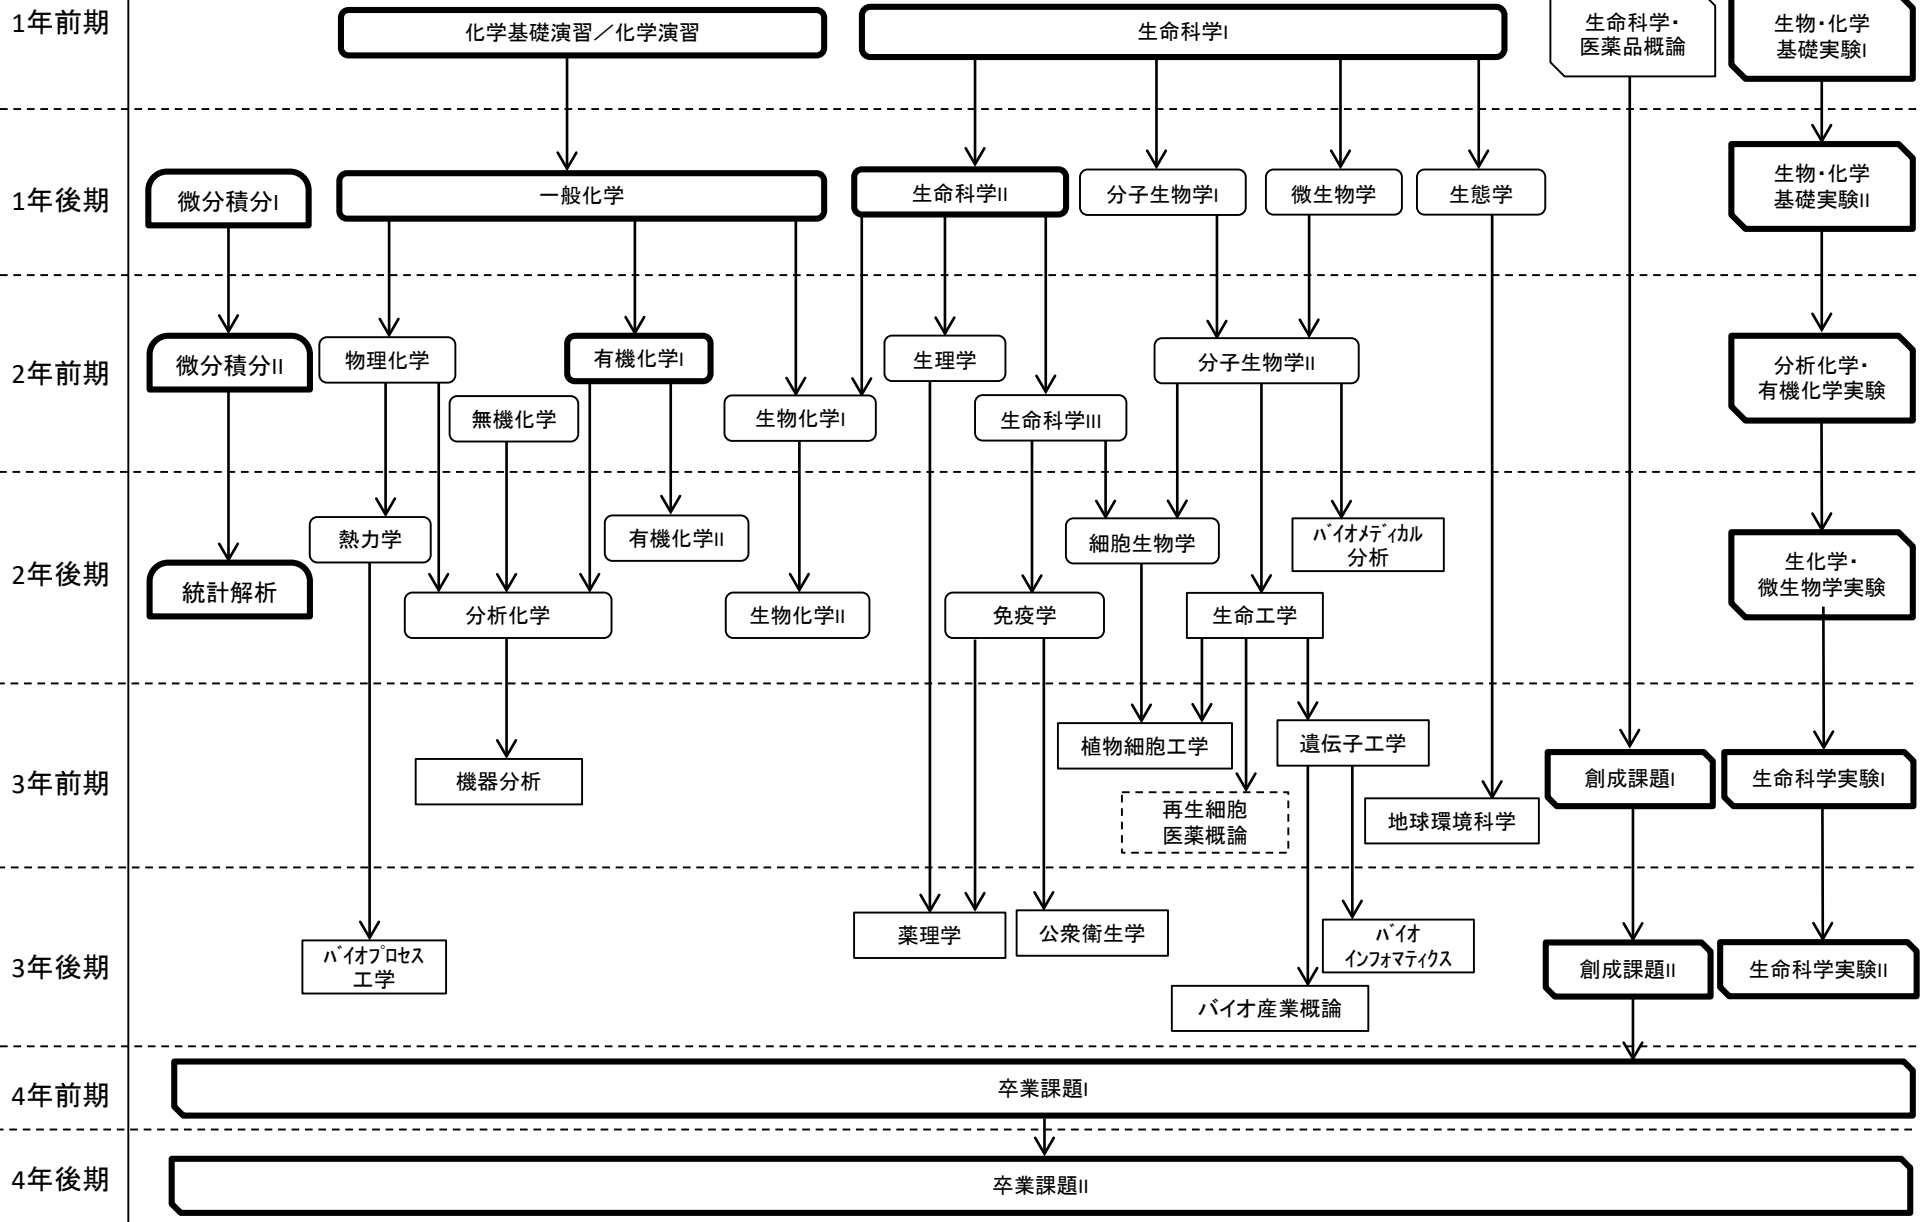 1年前期
化学基礎演習／化学演習
生命科学I
生命科学・
医薬品概論
生物・化学
基礎実験I
1年後期
微分積分I
一般化学
生命科学II
分子生物学I
微生物学
生態学
生物・化学
基礎実験II
2年前期
微分積分II
物理化学
有機化学I
生理学
分子生物学II
分析化学・
有機化学実験
無機化学
生物化学I
生命科学III
2年後期
統計解析
熱力学
有機化学II
細胞生物学
ﾊﾞｲｵﾒﾃﾞｨｶﾙ
分析
生化学・
微生物学実験
分析化学
生物化学II
免疫学
生命工学
3年前期
機器分析
植物細胞工学
遺伝子工学
再生細胞
医薬概論
地球環境科学
創成課題I
生命科学実験I
3年後期
ﾊﾞｲｵﾌﾟﾛｾｽ
工学
薬理学
公衆衛生学
ﾊﾞｲｵ
ｲﾝﾌｫﾏﾃｨｸｽ
バイオ産業概論
創成課題II
生命科学実験II
4年前期
卒業課題I
4年後期
卒業課題II